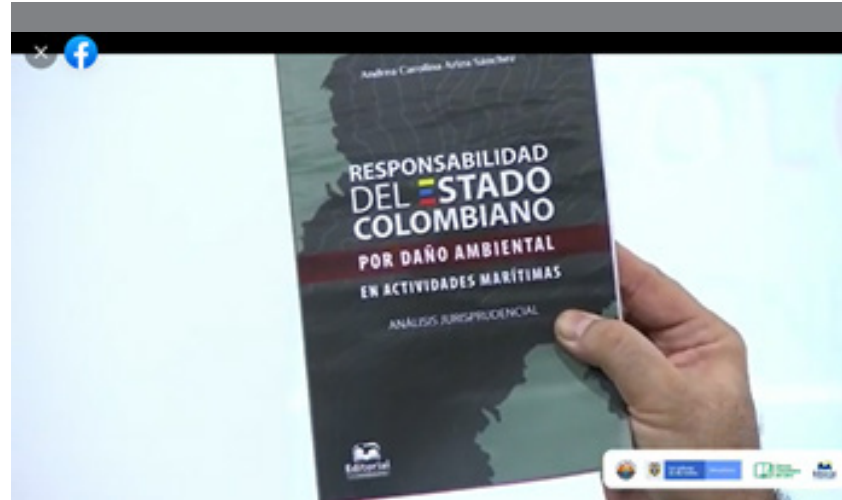 Andrea Carolina Ariza Sánchez
RESPONSABILIDAD
DEL ESTADO
COLOMBIANO
POR DAÑO AMBIENTAL
EN ACTIVIDADES MARÍTIMAS
ANÁLISIS JURISPRUDENCIAL
Editorial